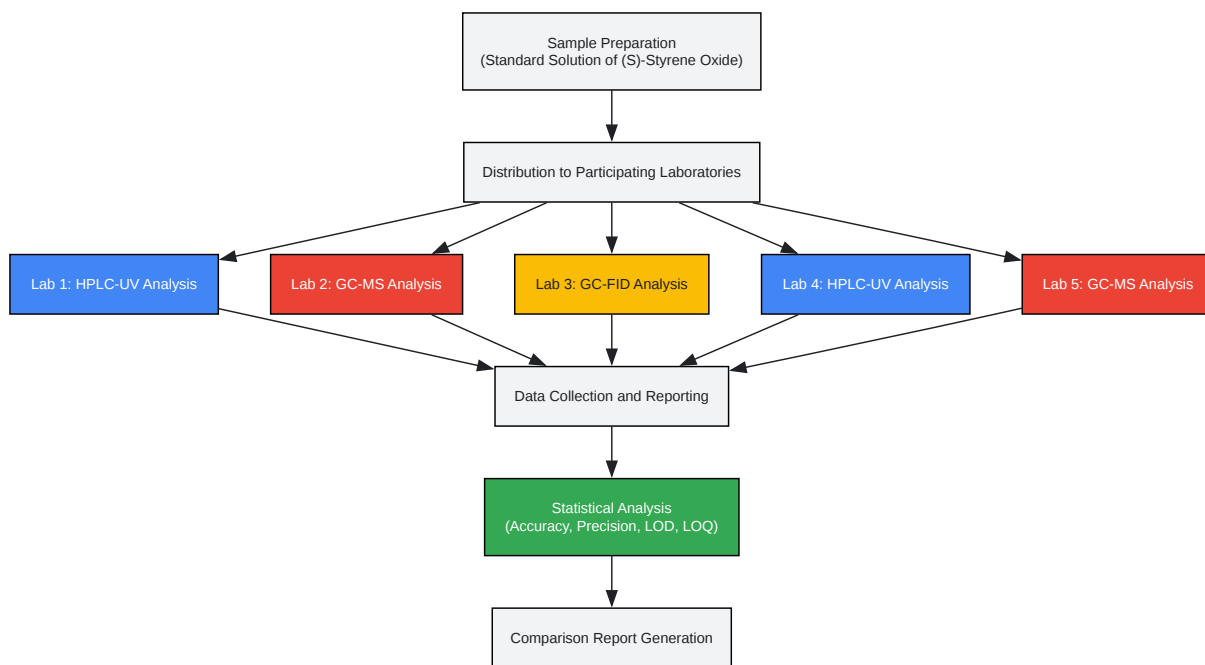 Sample Preparation
(Standard Solution of (S)-Styrene Oxide)
Distribution to Participating Laboratories
Lab 1: HPLC-UV Analysis
Lab 2: GC-MS Analysis
Lab 3: GC-FID Analysis
Lab 4: HPLC-UV Analysis
Lab 5: GC-MS Analysis
Data Collection and Reporting
Statistical Analysis
(Accuracy, Precision, LOD, LOQ)
Comparison Report Generation